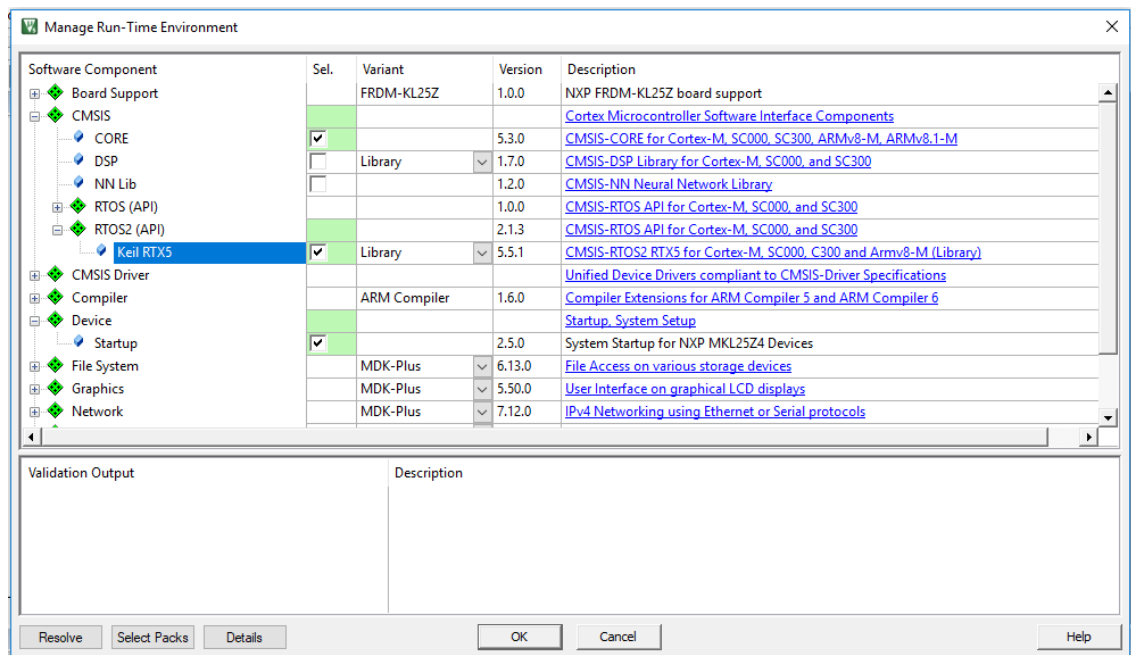 Manage Run-Time Environment
Software Component Sel. Variant Version Description
Board Support FRDM-KL25Z 1.0.0 NXP FRDM-KL25Z board support
CMSIS Cortex Microcontroller Software Interface Components
CORE 5.3.0 CMSIS-CORE for Cortex-M, SC000, SC300, ARMv8-M, ARMv8.1-M
DSP Library 1.7.0 CMSIS-DSP Library for Cortex-M, SC000, and SC300
NN Lib 1.2.0 CMSIS-NN Neural Network Library
RTOS (API) 1.0.0 CMSIS-RTOS API for Cortex-M, SC000, and SC300
RTOS2 (API) 2.1.3 CMSIS-RTOS API for Cortex-M, SC000, and SC300
Keil RTX5 Library 5.5.1 CMSIS-RTOS2 RTX5 for Cortex-M, SC000, C300 and Armv8-M (Library)
CMSIS Driver Unified Device Drivers compliant to CMSIS-Driver Specifications
Compiler ARM Compiler 1.6.0 Compiler Extensions for ARM Compiler 5 and ARM Compiler 6
Device Startup, System Setup
Startup 2.5.0 System Startup for NXP MKL25Z4 Devices
File System MDK-Plus 6.13.0 File Access on various storage devices
Graphics MDK-Plus 5.50.0 User Interface on graphical LCD displays
Network MDK-Plus 7.12.0 IPv4 Networking using Ethernet or Serial protocols
Validation Output Description
Resolve Select Packs Details OK Cancel Help